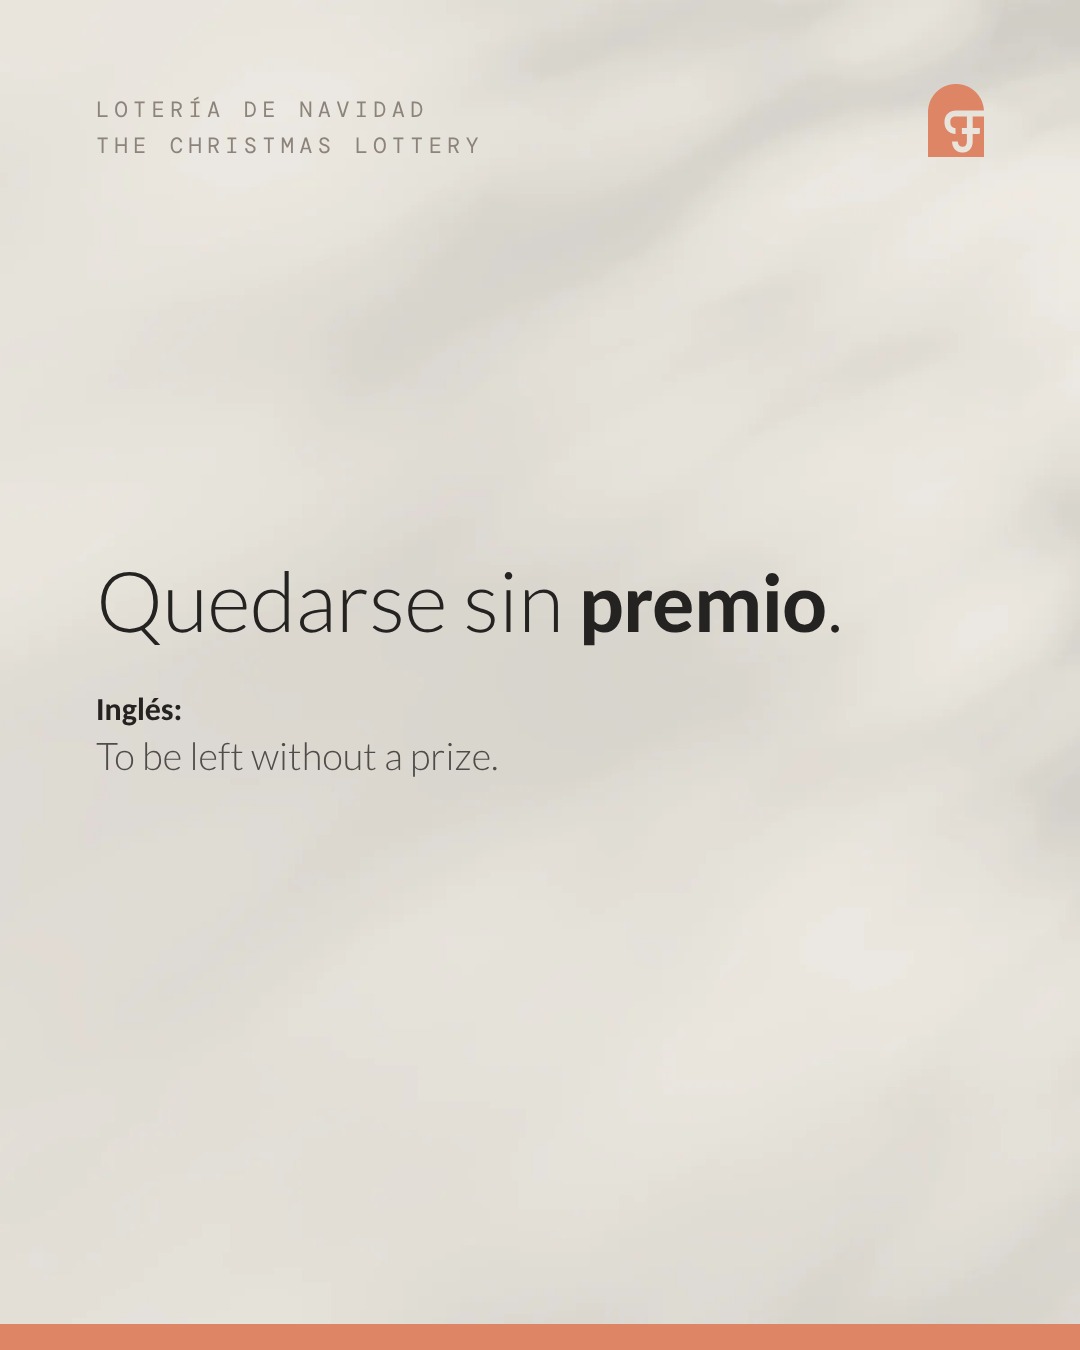 LOTERÍA DE NAVIDAD
THE CHRISTMAS LOTTERY
Quedarse sin premio.
Inglés:
To be left without a prize.